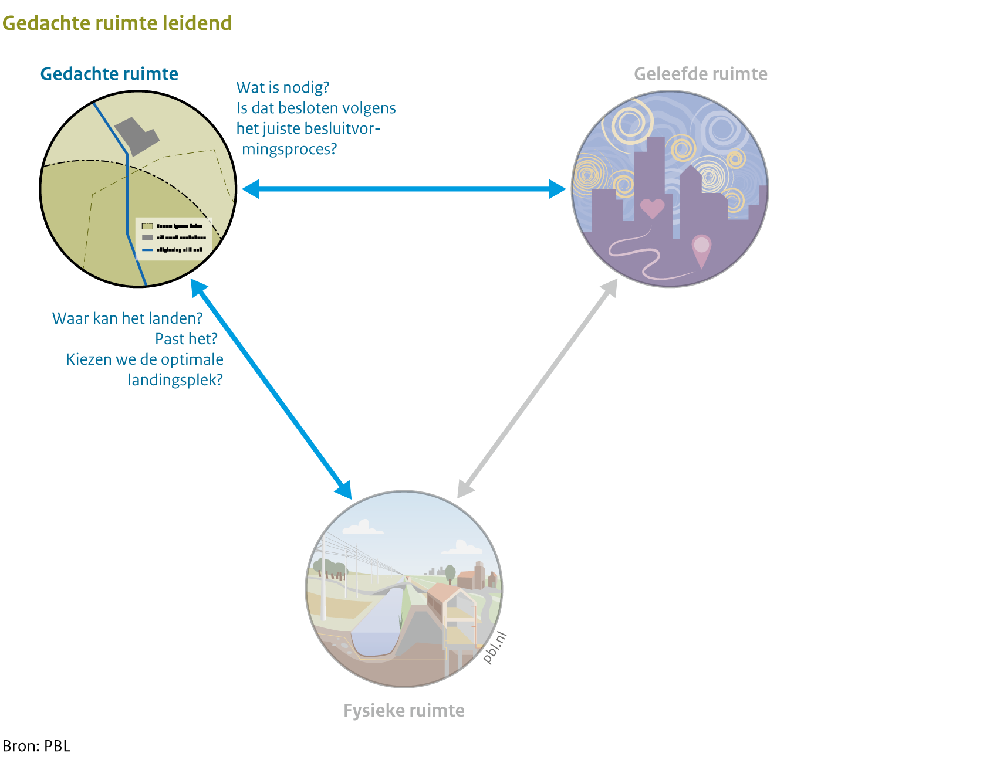 Gedachte ruimte leidend
Gedachte ruimte
Geleefde ruimte
Wat is nodig?
Is dat besloten volgens
het juiste besluitvor-
mingsproces?
Waar kan het landen?
Past het?
Kiezen we de optimale
landingsplek?
pbl.nl
Fysieke ruimte
Bron: PBL